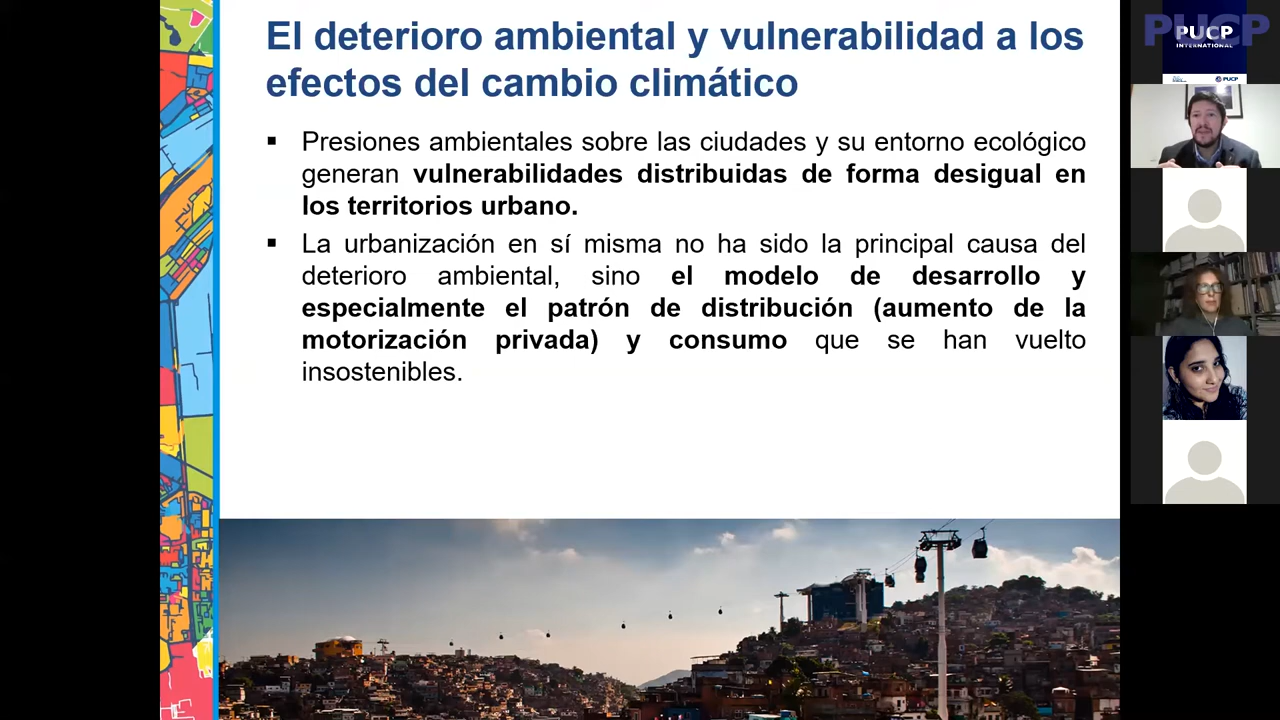 El deterioro ambiental y vulnerabilidad a los
efectos del cambio climático
▪ Presiones ambientales sobre las ciudades y su entorno ecológico
generan vulnerabilidades distribuidas de forma desigual en
los territorios urbano.
▪ La urbanización en sí misma no ha sido la principal causa del
deterioro ambiental, sino el modelo de desarrollo y
especialmente el patrón de distribución (aumento de la
motorización privada) y consumo que se han vuelto
insostenibles.
PUCP
PUCP
INTERNATIONAL
PUCP